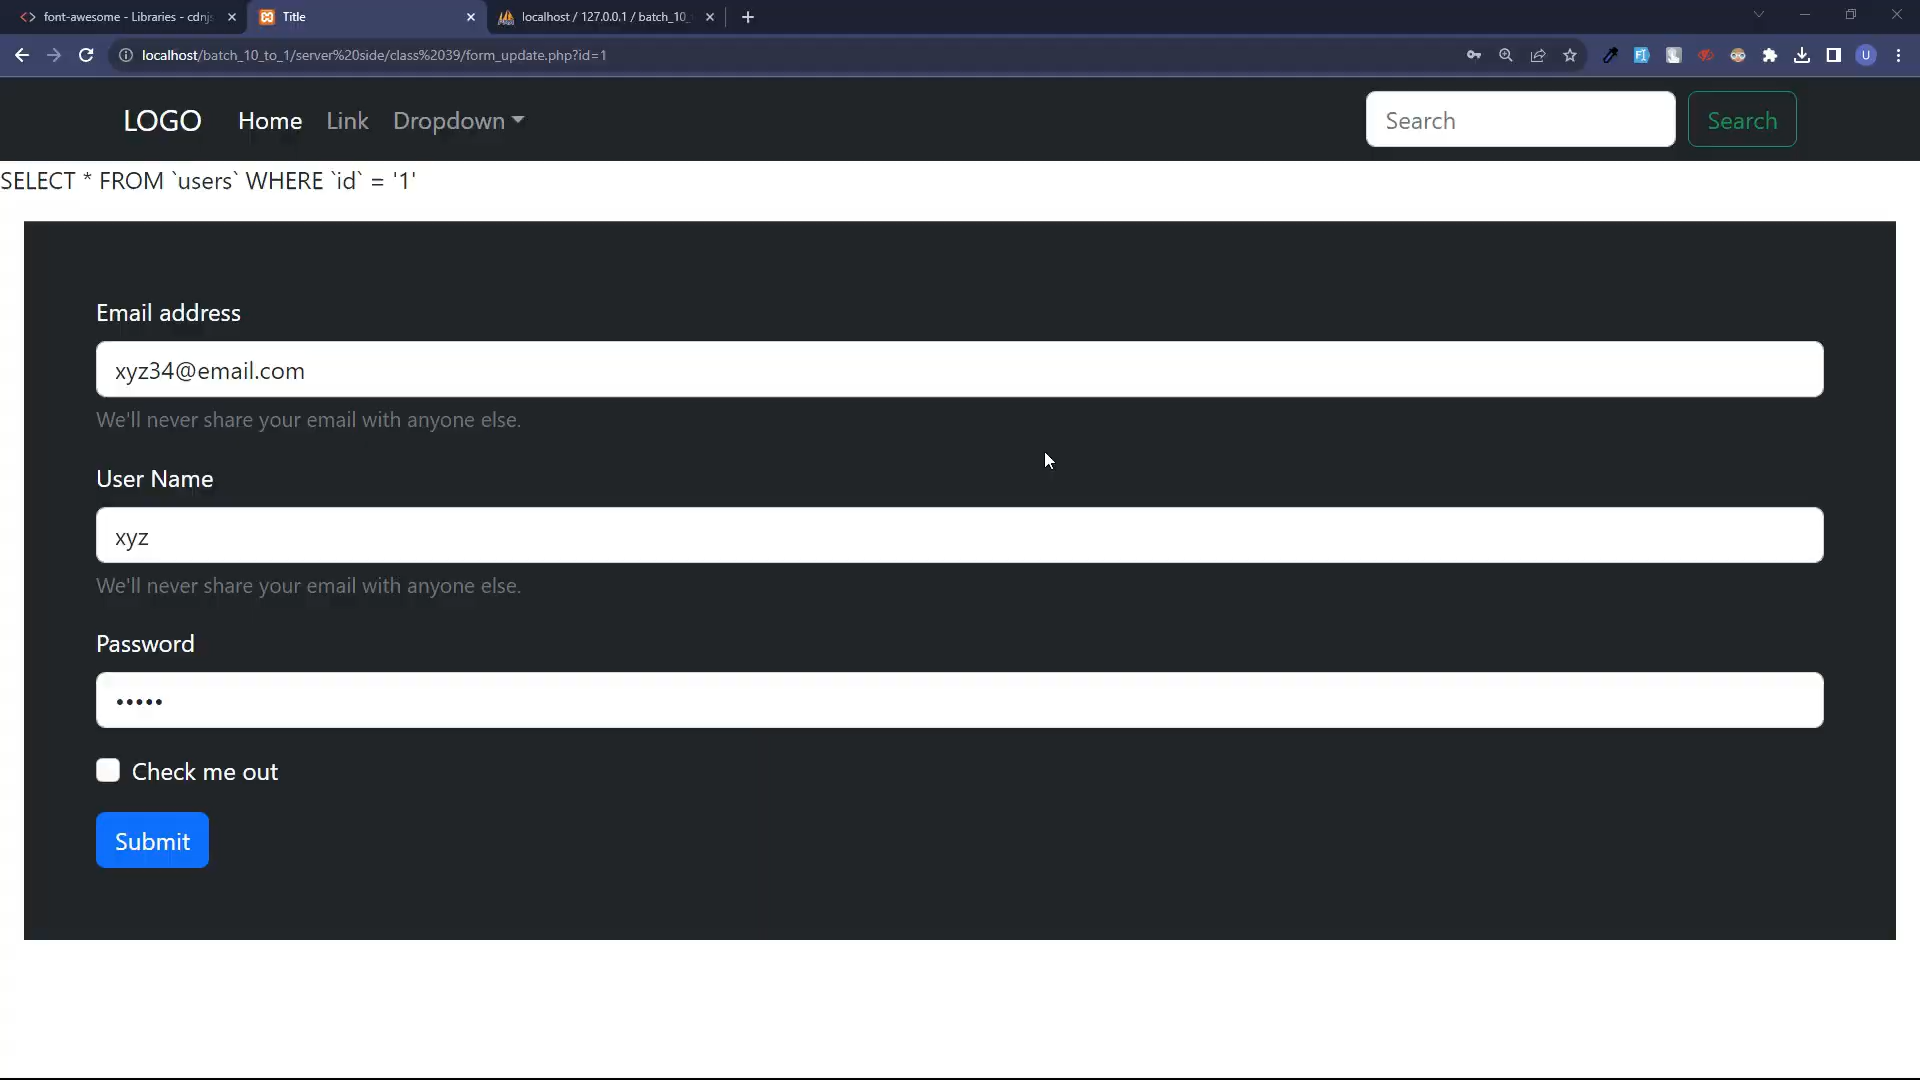 font-awesome - Libraries - cdnjs
Title
localhost / 127.0.0.1 / batch_10_
localhost/batch_10_to_1/server%20side/class%2039/form_update.php?id=1
U
LOGO
Home
Link
Dropdown
Search
Search
SELECT * FROM `users` WHERE `id` = '1'
Email address
xyz34@email.com
We'll never share your email with anyone else.
User Name
xyz
We'll never share your email with anyone else.
Password
•••••
Check me out
Submit